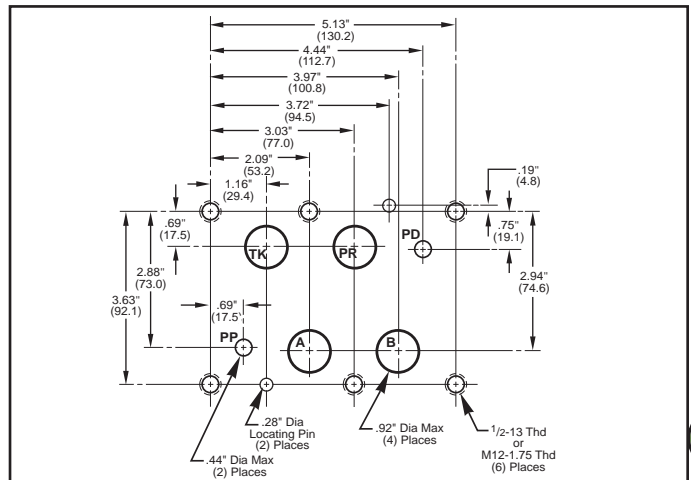 5.13"
(130.2)
4.44"
(112.7)
3.97"
(100.8)
3.72"
(94.5)
3.03"
(77.0)
2.09"
(53.2)
1.16"
(29.4)
.19"
(4.8)
.69"
(17.5)
.75"
(19.1)
TK
PR
PD
2.88"
(73.0)
3.63"
(92.1)
2.94"
(74.6)
.69"
(17.5)
PP
A
B
.28" Dia
Locating Pin
(2) Places
.44" Dia Max
(2) Places
.92" Dia Max
(4) Places
1/2-13 Thd
or
M12-1.75 Thd
(6) Places